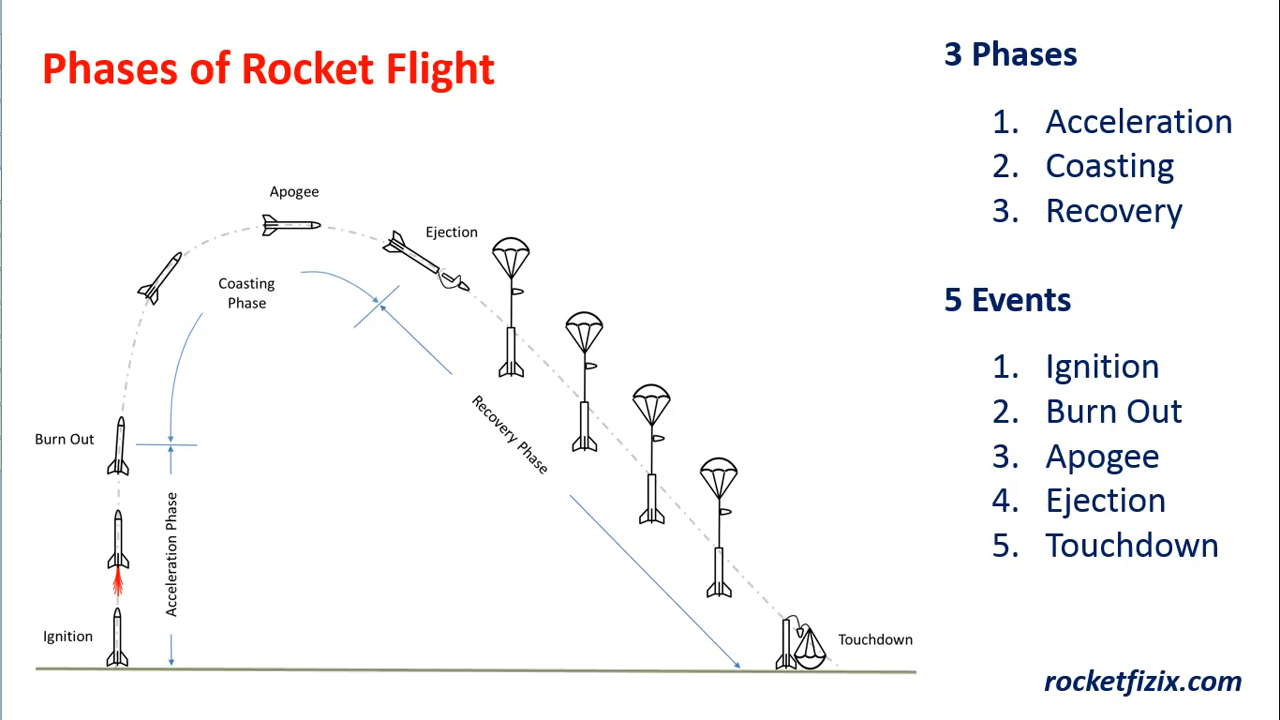 Phases of Rocket Flight
Apogee
Ejection
Coasting
Phase
Recovery Phase
Burn Out
Acceleration Phase
Ignition
Touchdown
3 Phases
1. Acceleration
2. Coasting
3. Recovery
5 Events
1. Ignition
2. Burn Out
3. Apogee
4. Ejection
5. Touchdown
rocketfizix.com